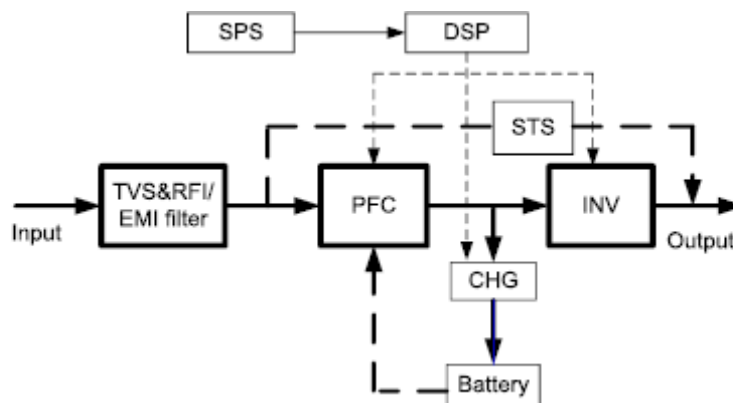 SPS
DSP
STS
TVS&RFI/
EMI filter
PFC
INV
Input
Output
CHG
Battery